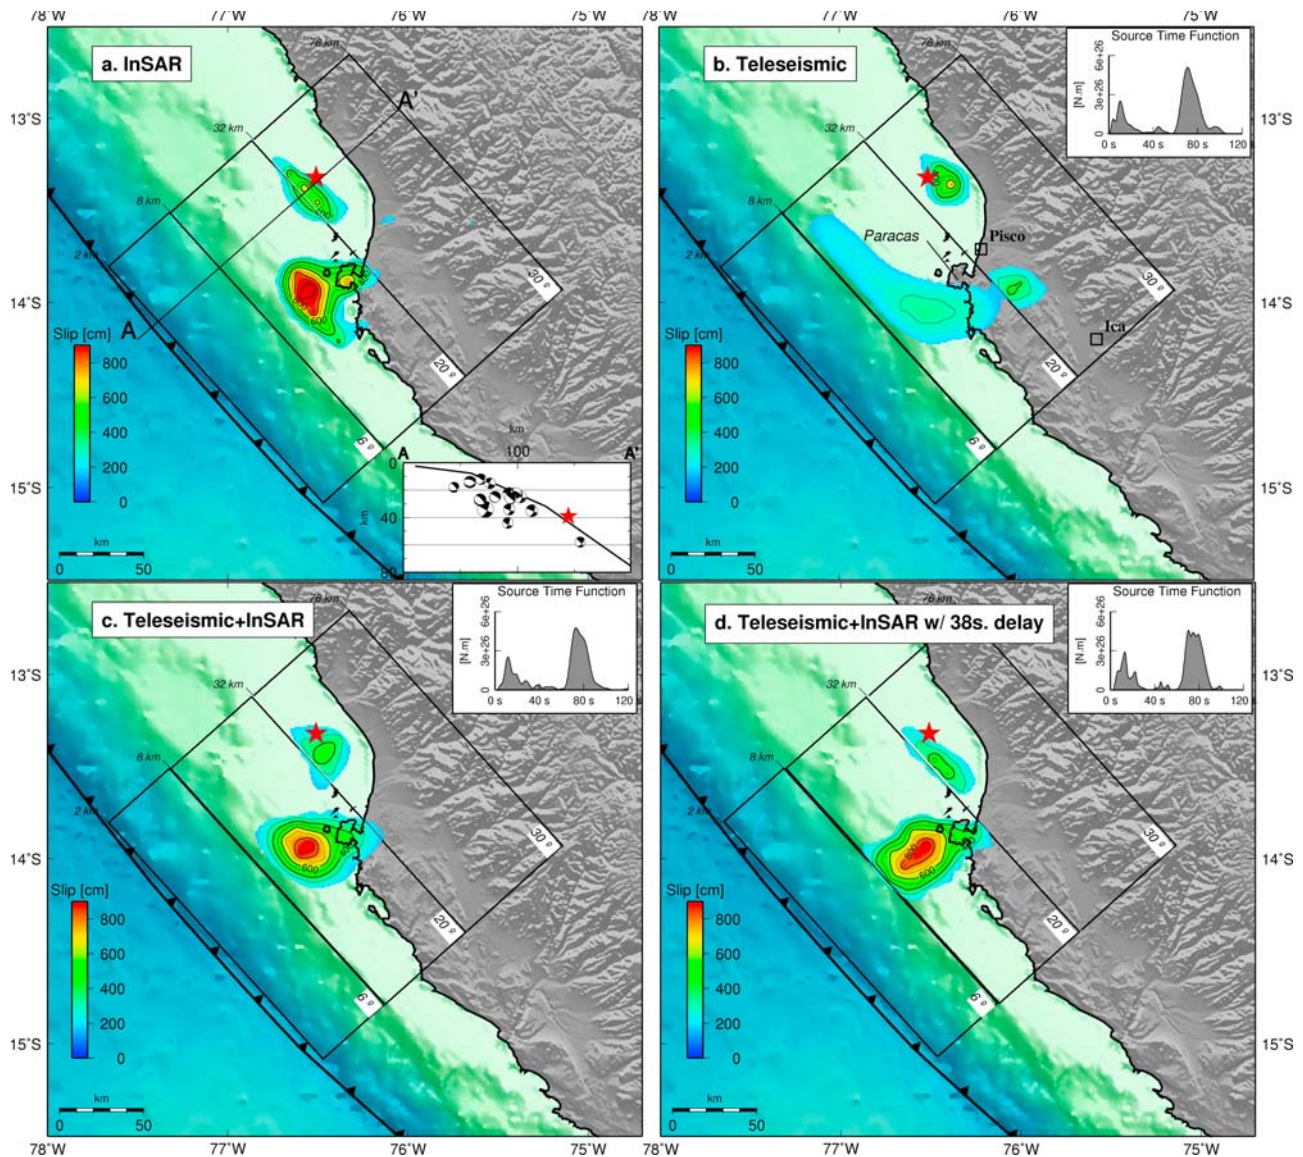 78°W 77°W 76°W 75°W 78°W 77°W 76°W 75°W
a. InSAR
76 km
A'
32 km
8 km
2 km
A
30 º
20 º
6 º
13°S
14°S
15°S
Slip [cm]
800
600
400
200
0
km
0 50
600
400
km
A 100 A'
0
40
80
km
b. Teleseismic
76 km
32 km
8 km
2 km
Source Time Function
[N.m]
6e+26
3e+26
0
0 s 40 s 80 s 120
Paracas
Pisco
Ica
30 º
20 º
6 º
13°S
14°S
15°S
Slip [cm]
800
600
400
200
0
km
0 50
c. Teleseismic+InSAR
76 km
32 km
8 km
2 km
Source Time Function
[N.m]
6e+26
3e+26
0
0 s 40 s 80 s 120
600
30 º
20 º
6 º
13°S
14°S
15°S
Slip [cm]
800
600
400
200
0
km
0 50
d. Teleseismic+InSAR w/ 38s. delay
32 km
8 km
2 km
Source Time Function
[N.m]
6e+26
3e+26
0
0 s 40 s 80 s 120
800
600
30 º
20 º
6 º
13°S
14°S
15°S
Slip [cm]
800
600
400
200
0
km
0 50
78°W 77°W 76°W 75°W 78°W 77°W 76°W 75°W